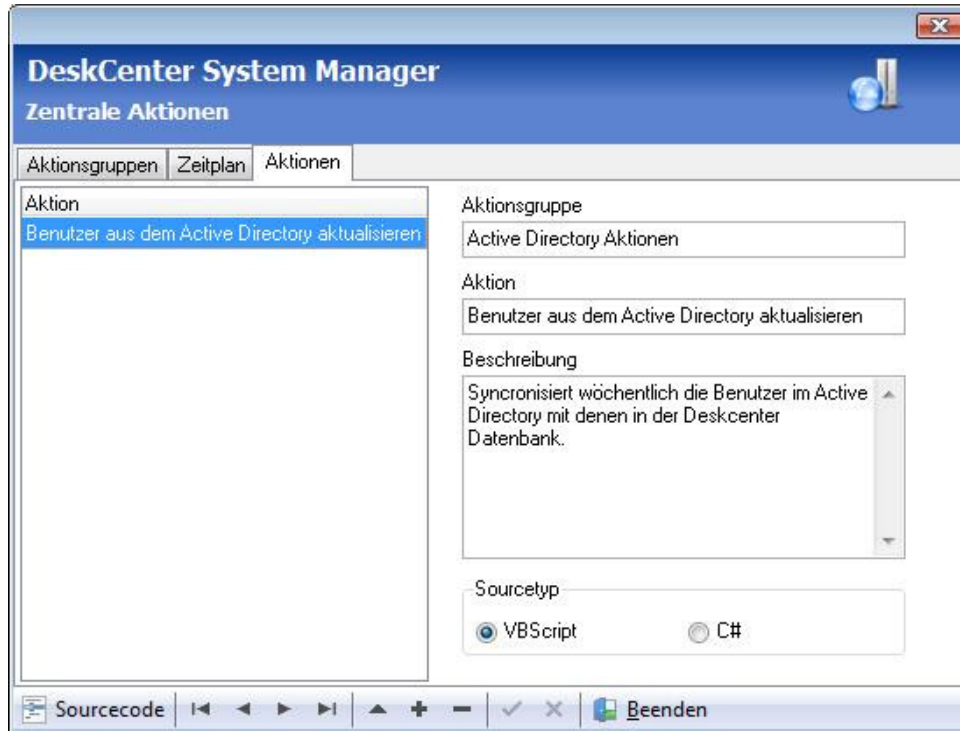 DeskCenter System Manager
Zentrale Aktionen
Aktionsgruppen Zeitplan Aktionen
Aktion
Benutzer aus dem Active Directory aktualisieren
Aktionsgruppe
Active Directory Aktionen
Aktion
Benutzer aus dem Active Directory aktualisieren
Beschreibung
Syncronisiert wöchentlich die Benutzer im Active
Directory mit denen in der Deskcenter
Datenbank.
Sourcetyp
VBScript C#
Sourcecode Beenden